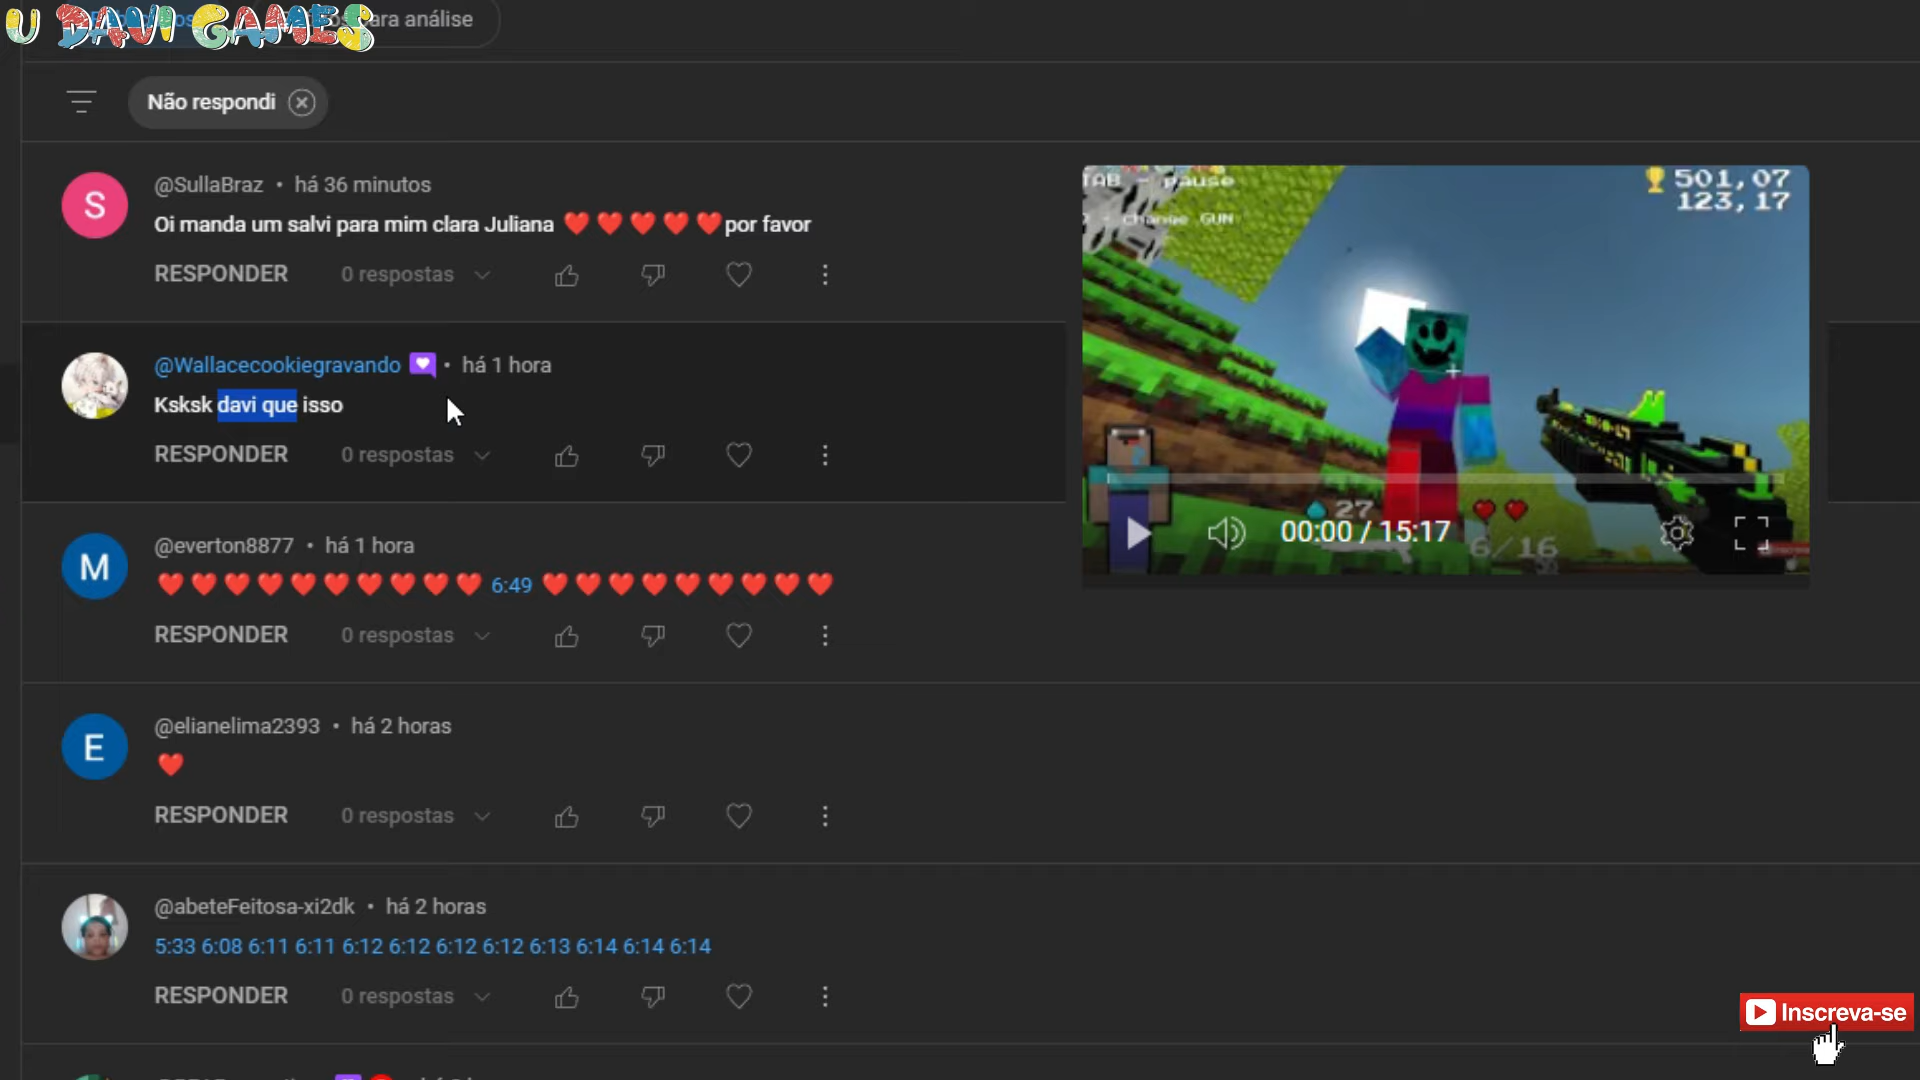 U DAVI GAMES
para análise
Não respondi
@SullaBraz • há 36 minutos
Oi manda um salvi para mim clara Juliana ❤️❤️❤️❤️❤️por favor
RESPONDER 0 respostas
@Wallacecookiegravando • há 1 hora
Ksksk davi que isso
RESPONDER 0 respostas
M
@everton8877 • há 1 hora
❤️❤️❤️❤️❤️❤️❤️❤️❤️❤️ 6:49 ❤️❤️❤️❤️❤️❤️❤️❤️❤️
RESPONDER 0 respostas
E
@elianelima2393 • há 2 horas
❤️
RESPONDER 0 respostas
@abeteFeitosa-xi2dk • há 2 horas
5:33 6:08 6:11 6:11 6:12 6:12 6:12 6:12 6:13 6:14 6:14 6:14
RESPONDER 0 respostas
S
TAB - pause
- change GUN
501,07
123,17
27
6/16
00:00 / 15:17
Inscreva-se